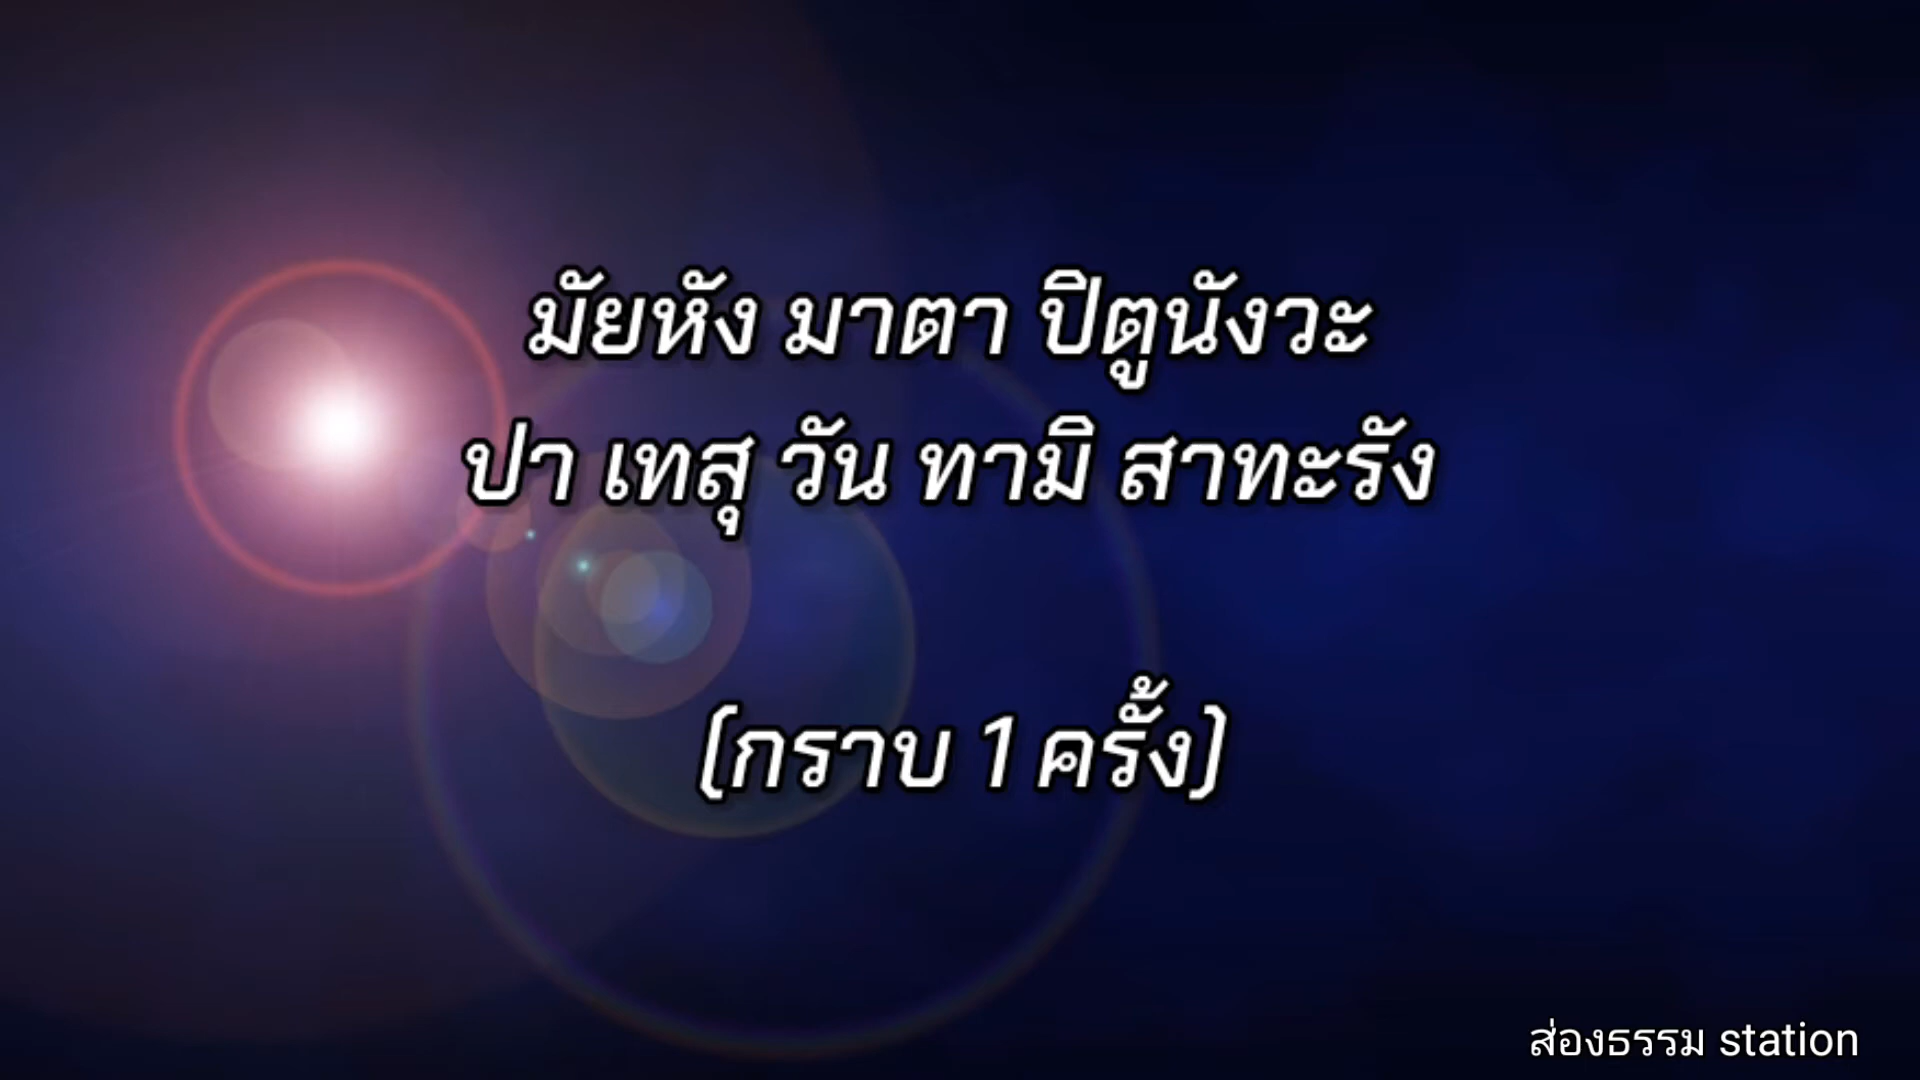 มัยหัง มาตา ปิตูนังวะ
ปา เทสุ วัน ทามิ สาทะรัง
(กราบ 1 ครั้ง)
ส่องธรรม station